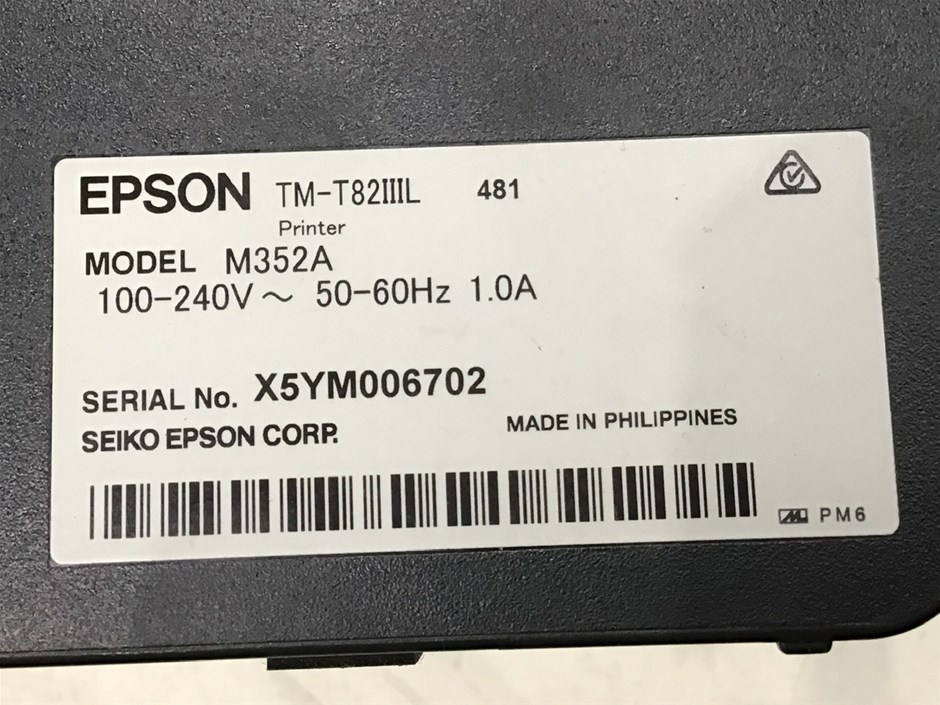 EPSON TM-T82IIIL 481
Printer
MODEL M352A
100-240V～ 50-60Hz 1.0A
SERIAL No. X5YM006702
SEIKO EPSON CORP.
MADE IN PHILIPPINES
PM6